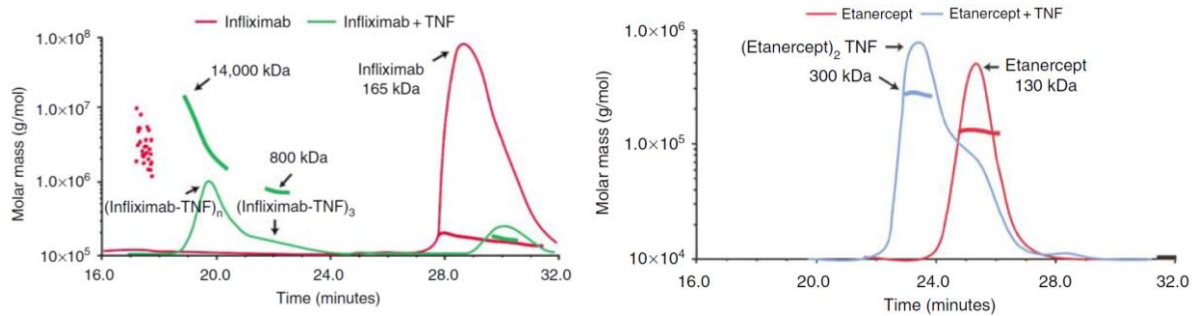 Infliximab Infliximab + TNF
Molar mass (g/mol)
1.0×10⁸
1.0×10⁷
1.0×10⁶
10×10⁵
14,000 kDa
Infliximab
165 kDa
800 kDa
(Infliximab-TNF)ₙ (Infliximab-TNF)₃
16.0 20.0 24.0 28.0 32.0
Time (minutes)
Etanercept Etanercept + TNF
Molar mass (g/mol)
1.0×10⁶
1.0×10⁵
10×10⁴
(Etanercept)₂ TNF
300 kDa
Etanercept
130 kDa
16.0 20.0 24.0 28.0 32.0
Time (minutes)